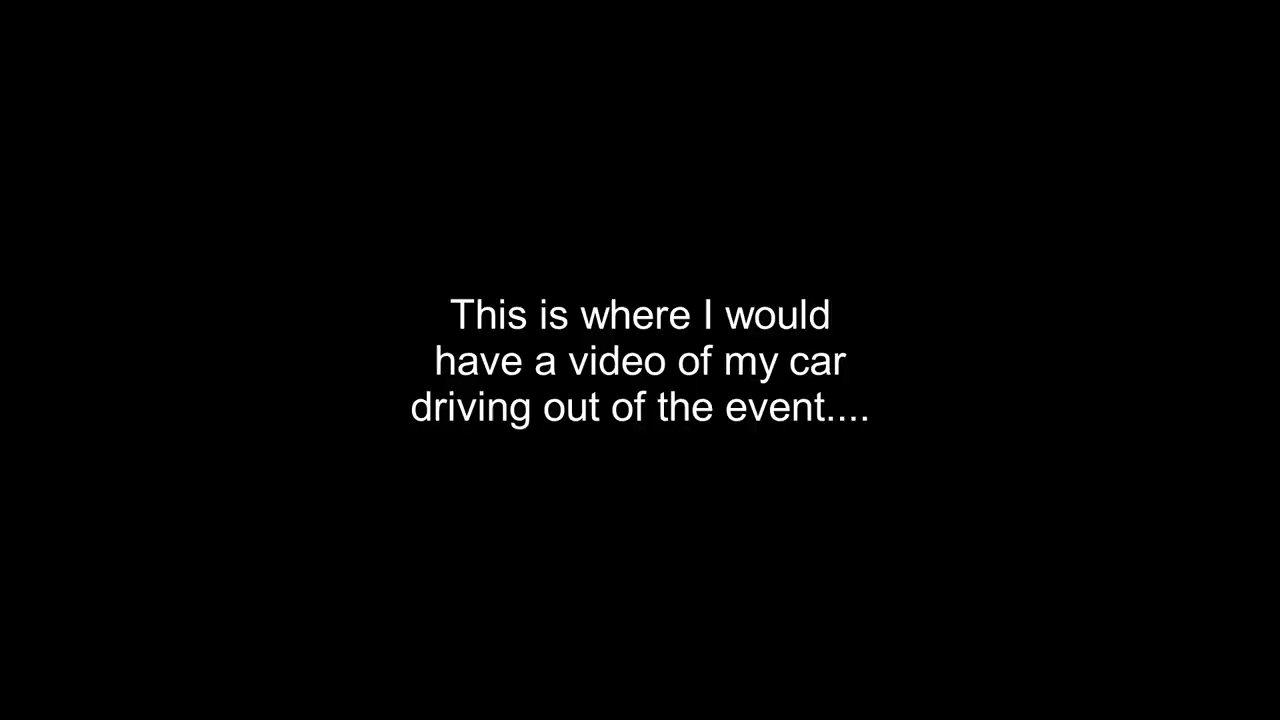 This is where I would
have a video of my car
driving out of the event....